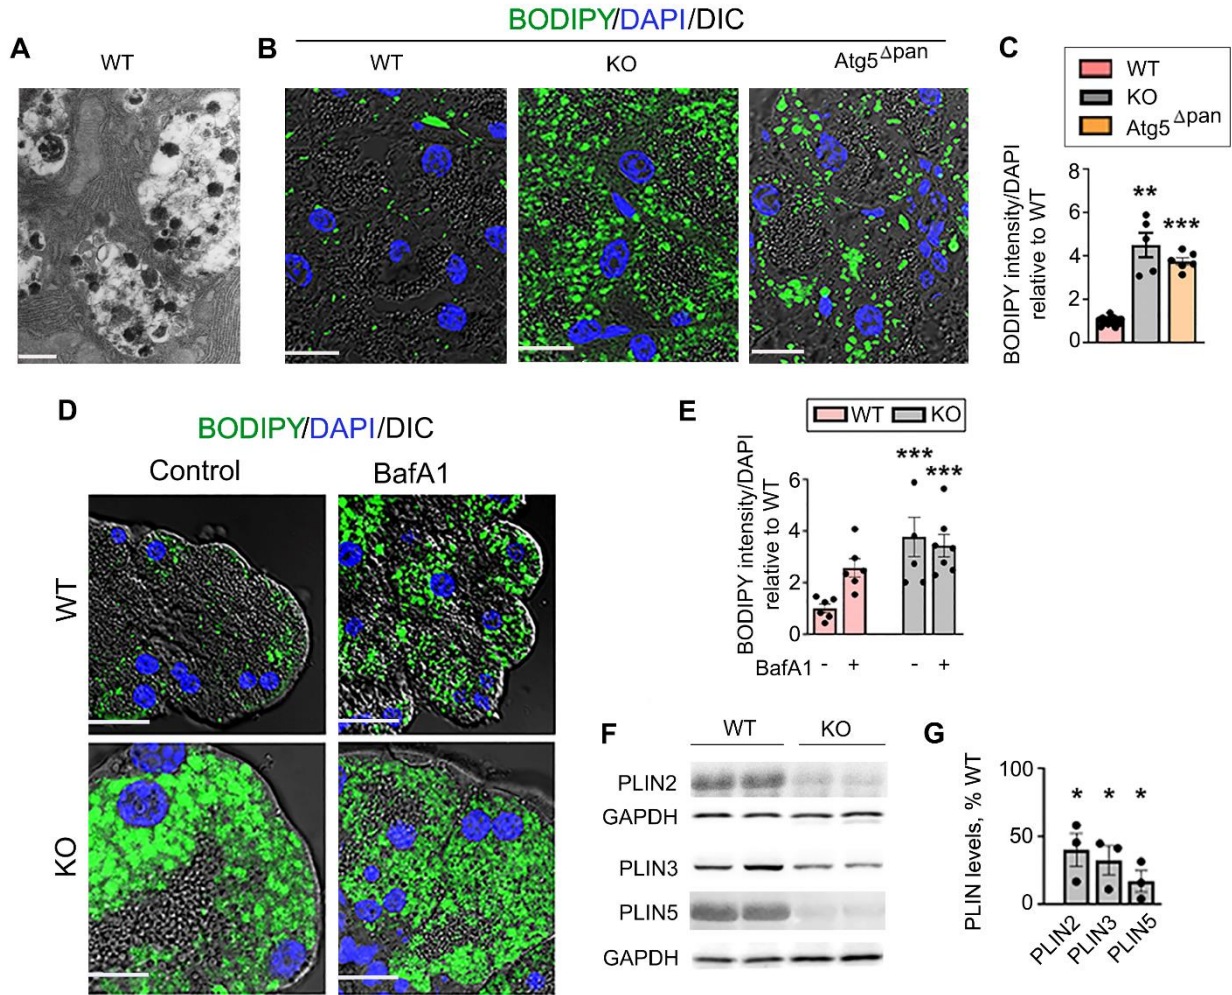 BODIPY/DAPI/DIC
A
WT
B
WT
KO
Atg5Δpan
C
WT
KO
Atg5Δpan
BODIPY intensity/DAPI
relative to WT
8
6
4
2
0
**
***
D
BODIPY/DAPI/DIC
Control
BafA1
WT
KO
E
WT
KO
BODIPY intensity/DAPI
relative to WT
6
4
2
0
***
***
BafA1 - + - +
F
WT
KO
PLIN2
GAPDH
PLIN3
PLIN5
GAPDH
G
PLIN levels, % WT
100
50
0
* * *
PLIN2
PLIN3
PLIN5